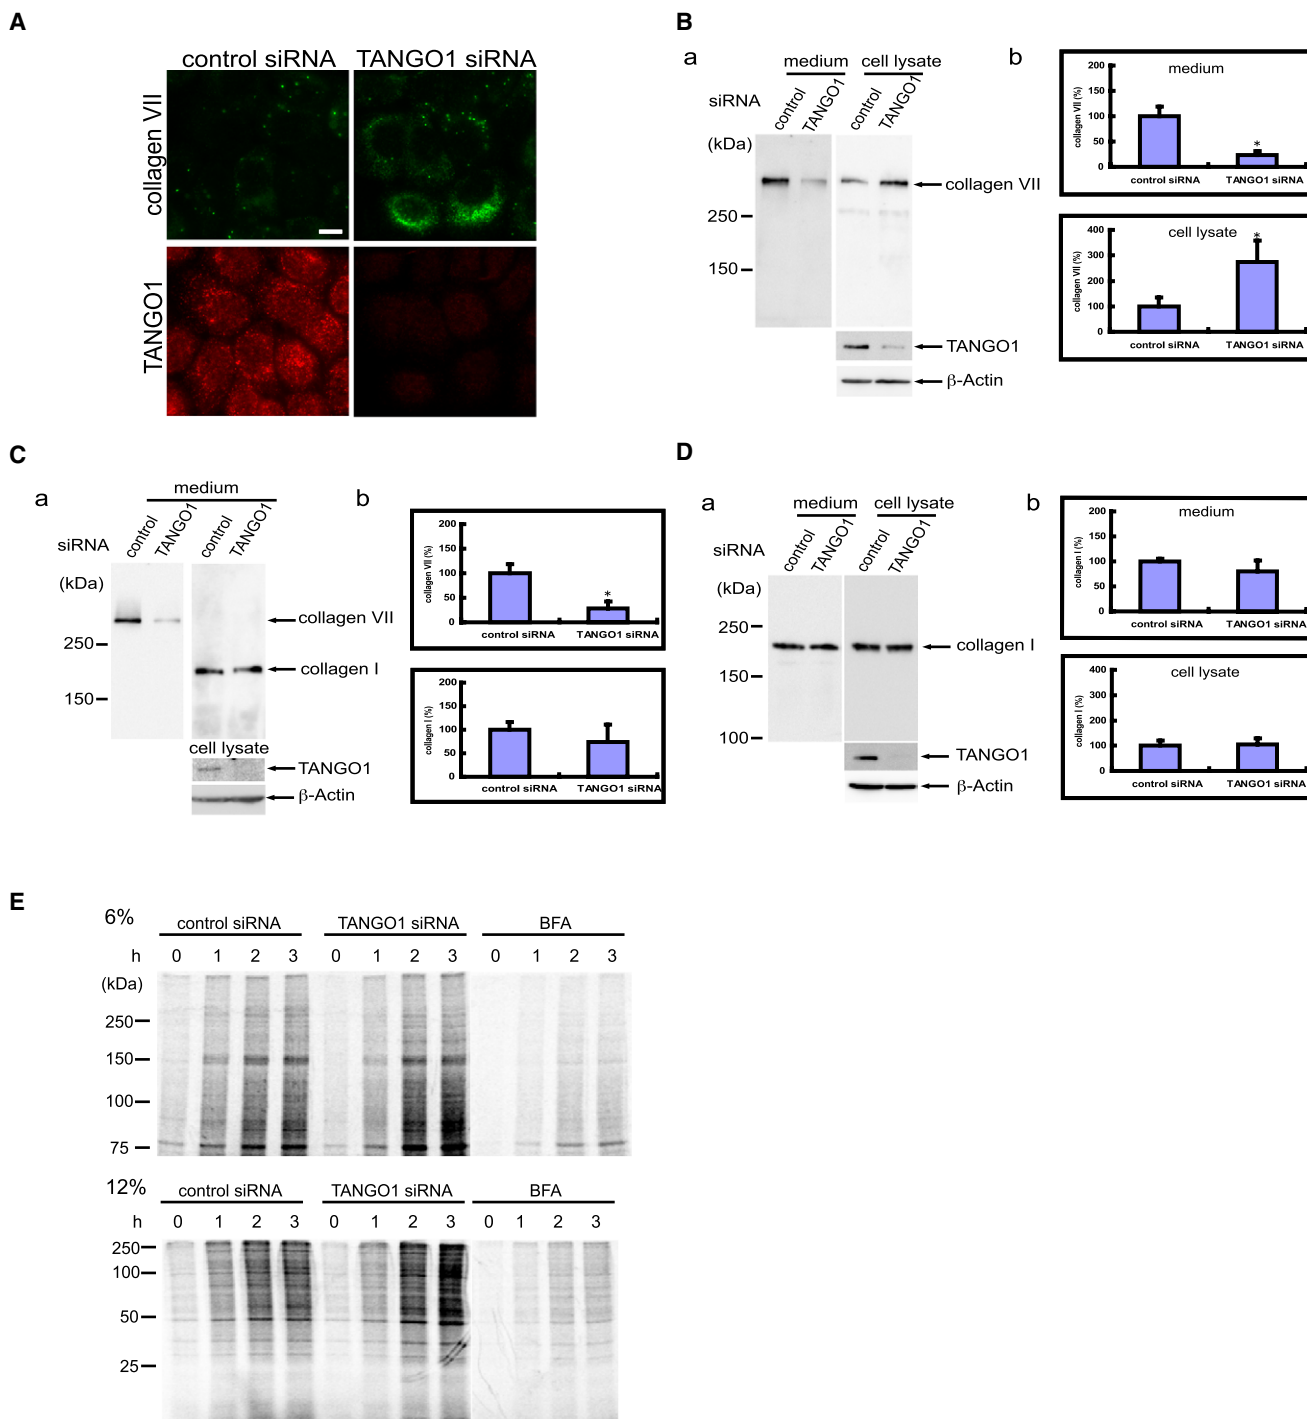 A
control siRNA TANGO1 siRNA
collagen VII
TANGO1
B
a
medium cell lysate
siRNA control TANGO1 control TANGO1
(kDa)
collagen VII
250
150
TANGO1
β-Actin
b
medium
collagen VII (%)
200
150
100
50
0
*
control siRNA TANGO1 siRNA
cell lysate
collagen VII (%)
400
300
200
100
0
*
control siRNA TANGO1 siRNA
C
a
medium
siRNA control TANGO1 control TANGO1
(kDa)
collagen VII
250
collagen I
150
cell lysate
TANGO1
β-Actin
b
collagen VII (%)
200
150
100
50
0
*
control siRNA TANGO1 siRNA
collagen I (%)
200
150
100
50
0
control siRNA TANGO1 siRNA
D
a
medium cell lysate
siRNA control TANGO1 control TANGO1
(kDa)
250
collagen I
150
100
TANGO1
β-Actin
b
medium
collagen I (%)
200
150
100
50
0
control siRNA TANGO1 siRNA
cell lysate
collagen I (%)
400
300
200
100
0
control siRNA TANGO1 siRNA
E
6%
control siRNA TANGO1 siRNA BFA
h 0 1 2 3 0 1 2 3 0 1 2 3
(kDa)
250
150
100
75
12%
control siRNA TANGO1 siRNA BFA
h 0 1 2 3 0 1 2 3 0 1 2 3
250
100
50
25